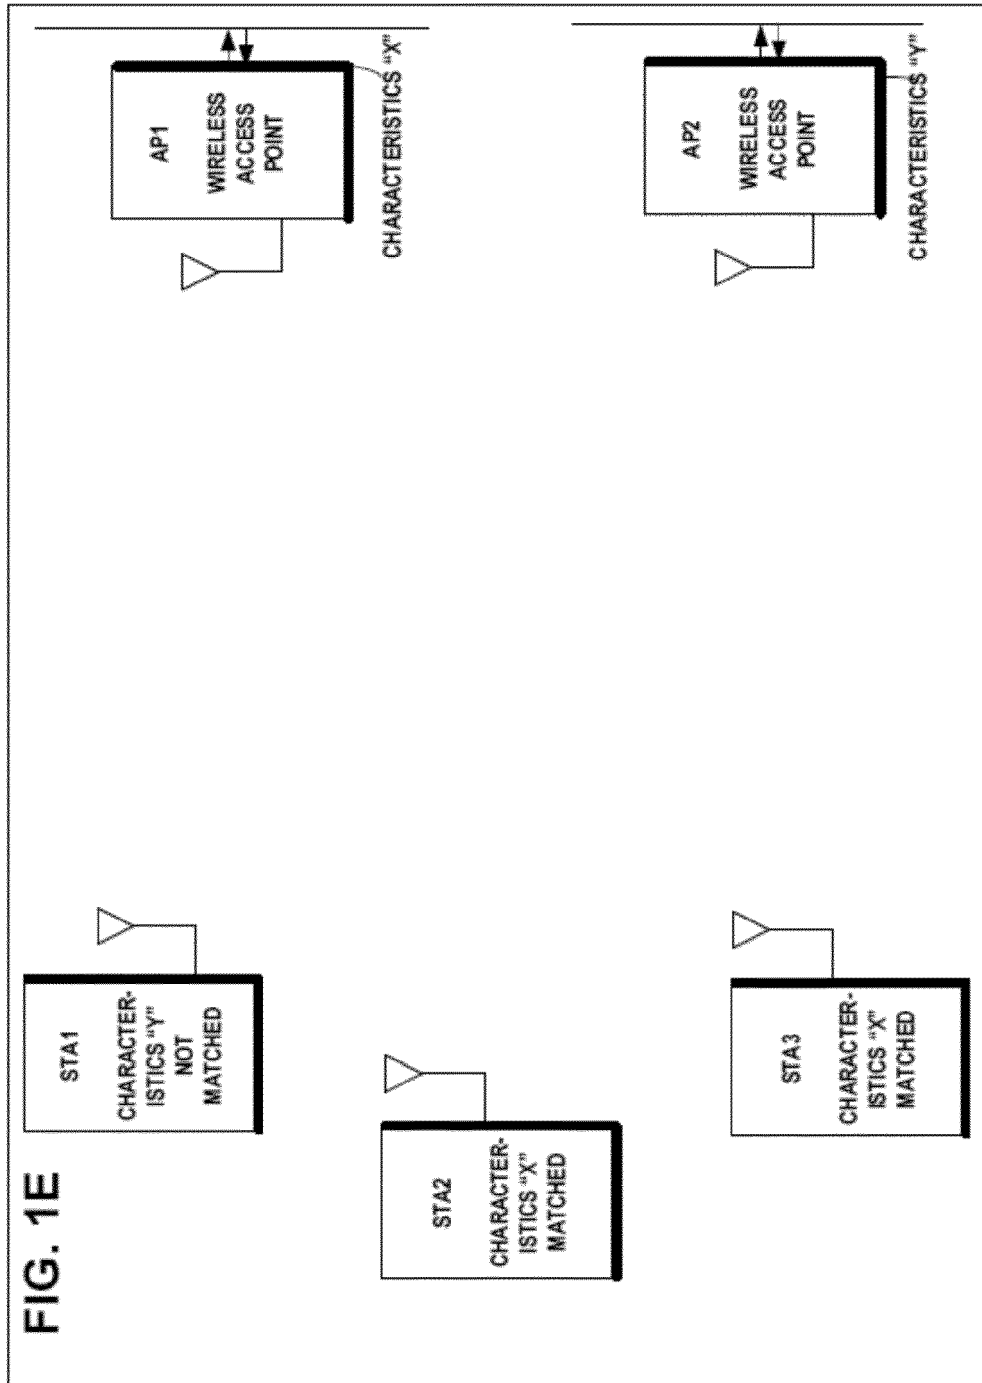 FIG. 1E
STA1
CHARACTER-
ISTICS “Y”
NOT
MATCHED
STA2
CHARACTER-
ISTICS “X”
MATCHED
STA3
CHARACTER-
ISTICS “X”
MATCHED
AP1
WIRELESS
ACCESS
POINT
CHARACTERISTICS “X”
AP2
WIRELESS
ACCESS
POINT
CHARACTERISTICS “Y”